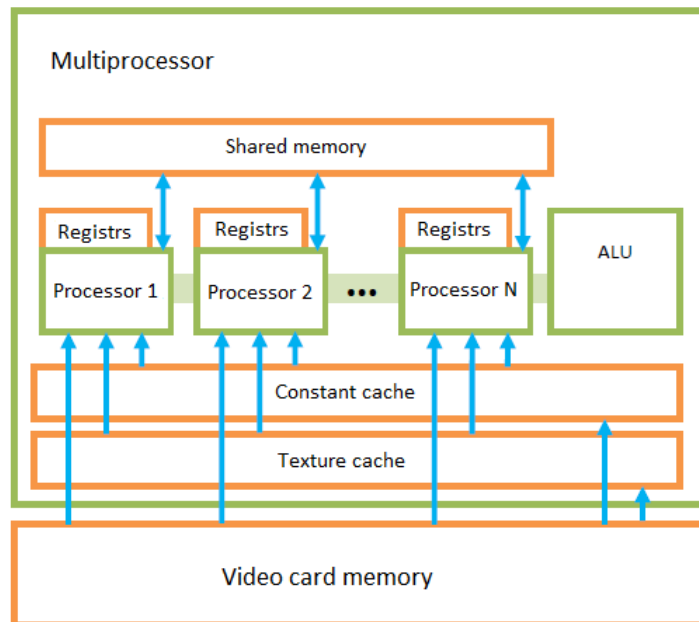 Multiprocessor
Shared memory
Registrs
Registrs
Registrs
ALU
Processor 1
Processor 2
•••
Processor N
Constant cache
Texture cache
Video card memory